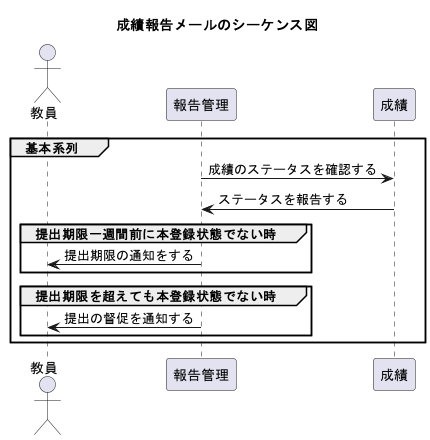 成績報告メールのシーケンス図
教員
報告管理
成績
基本系列
成績のステータスを確認する
ステータスを報告する
提出期限一週間前に本登録状態でない時
提出期限の通知をする
提出期限を超えても本登録状態でない時
提出の督促を通知する
教員
報告管理
成績